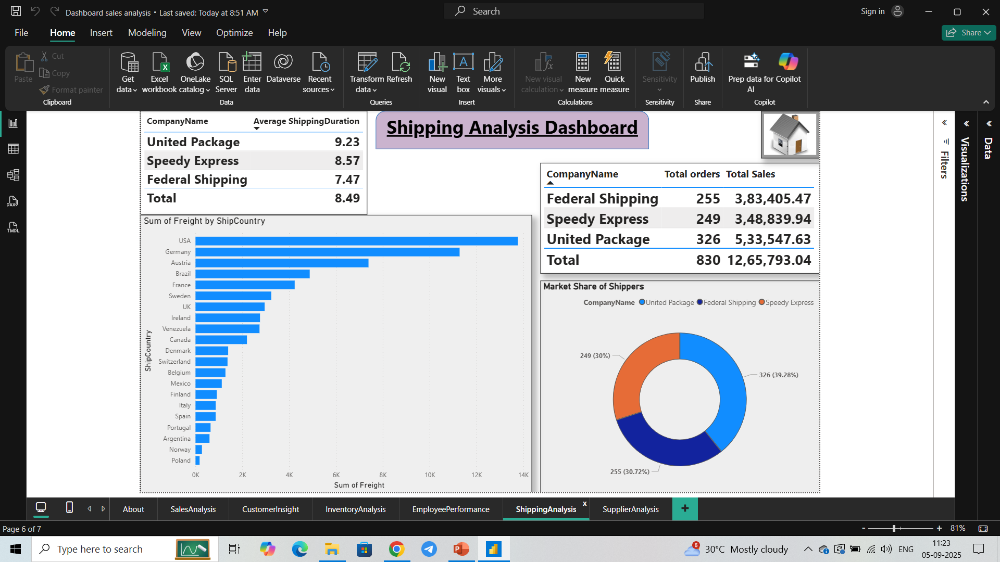 Dashboard sales analysis • Last saved: Today at 8:51 AM
Search
Sign in
File
Home
Insert
Modeling
View
Optimize
Help
Share
Paste
Cut
Copy
Format painter
Clipboard
Get data
Excel workbook
OneLake catalog
SQL Server
Enter data
Dataverse
Recent sources
Data
Transform data
Refresh
Queries
New visual
Text box
More visuals
Insert
New visual calculation
New measure
Quick measure
Calculations
Sensitivity
Sensitivity
Publish
Share
Prep data for AI
Copilot
Copilot
DAX
TMDL
CompanyName Average ShippingDuration
United Package 9.23
Speedy Express 8.57
Federal Shipping 7.47
Total 8.49
Shipping Analysis Dashboard
CompanyName Total orders Total Sales
Federal Shipping 255 3,83,405.47
Speedy Express 249 3,48,839.94
United Package 326 5,33,547.63
Total 830 12,65,793.04
Sum of Freight by ShipCountry
ShipCountry
USA
Germany
Austria
Brazil
France
Sweden
UK
Ireland
Venezuela
Canada
Denmark
Switzerland
Belgium
Mexico
Finland
Italy
Spain
Portugal
Argentina
Norway
Poland
0K 2K 4K 6K 8K 10K 12K 14K
Sum of Freight
Market Share of Shippers
CompanyName United Package Federal Shipping Speedy Express
249 (30%)
326 (39.28%)
255 (30.72%)
Filters
Visualizations
Data
About
SalesAnalysis
CustomerInsight
InventoryAnalysis
EmployeePerformance
ShippingAnalysis
x
SupplierAnalysis
+
Page 6 of 7
- + 81%
Type here to search
6
30°C Mostly cloudy
ENG
11:23
05-09-2025